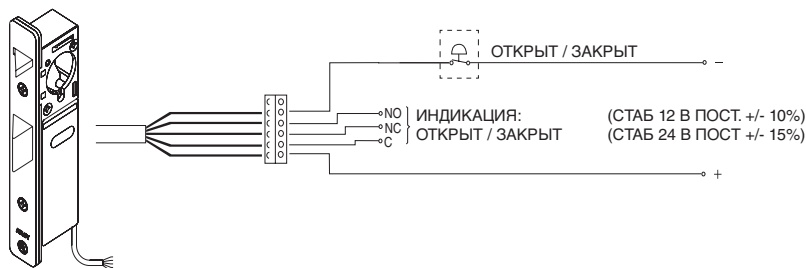 ОТКРЫТ / ЗАКРЫТ
−
NO
NC
C
ИНДИКАЦИЯ:
ОТКРЫТ / ЗАКРЫТ
(СТАБ 12 В ПОСТ. +/- 10%)
(СТАБ 24 В ПОСТ +/- 15%)
+